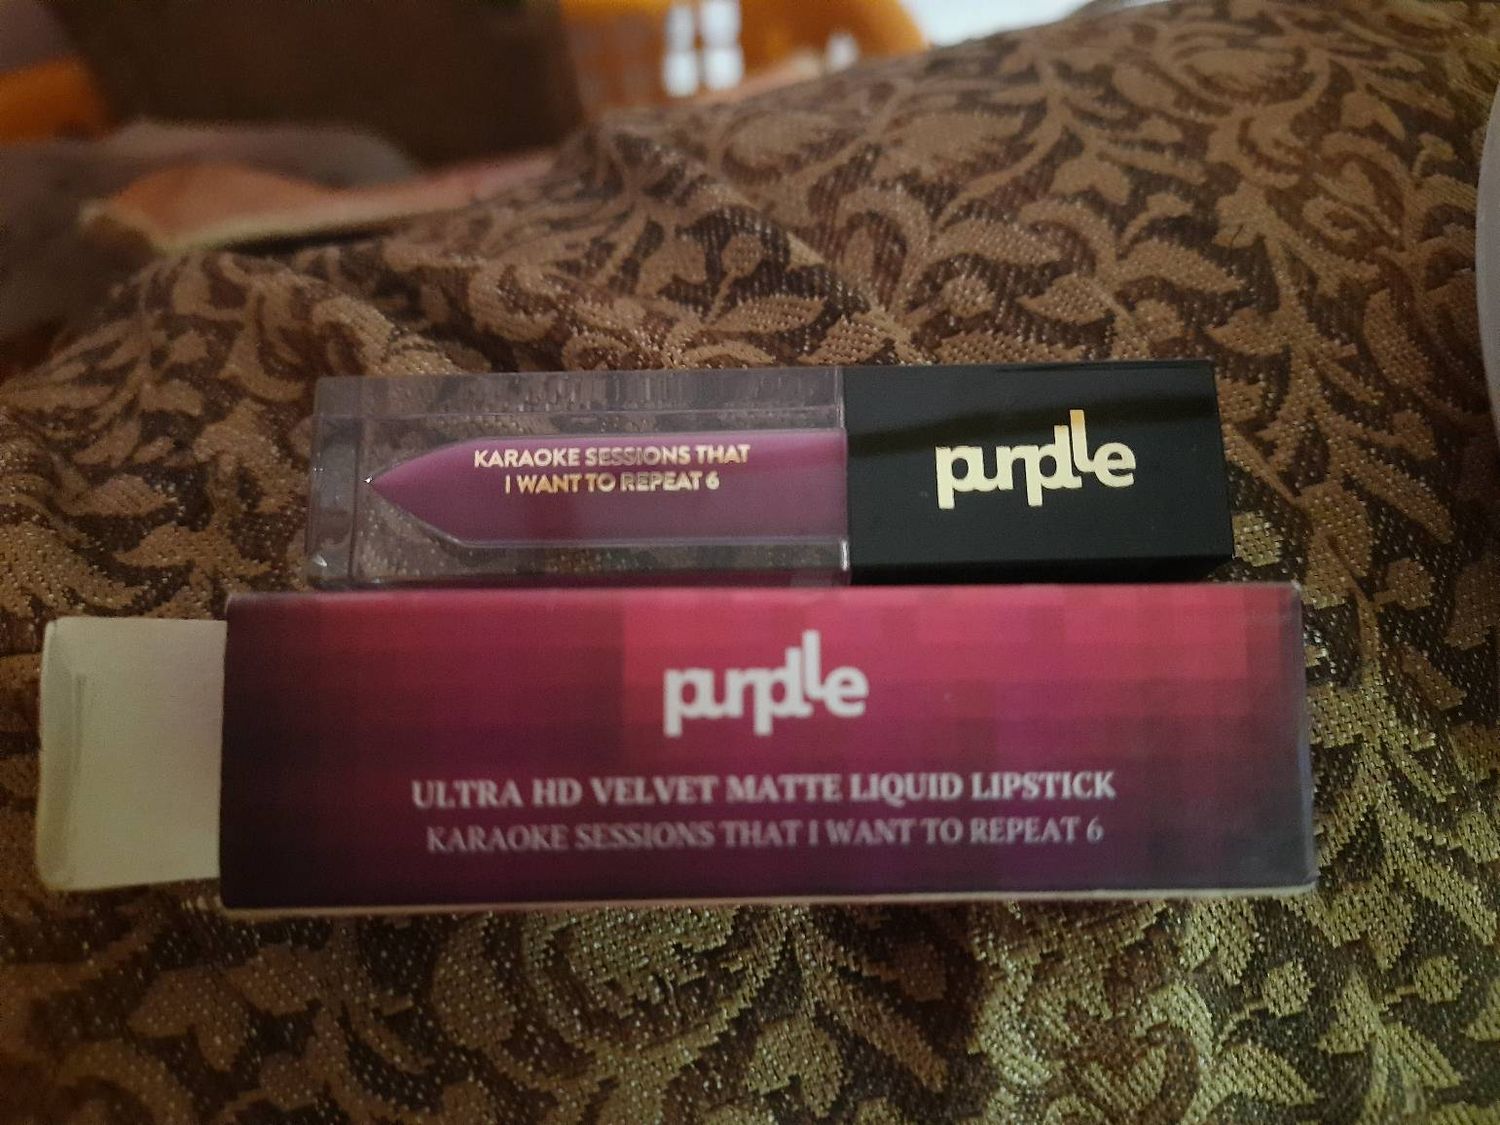 KARAOKE SESSIONS THAT
I WANT TO REPEAT 6
purplle
purplle
ULTRA HD VELVET MATTE LIQUID LIPSTICK
KARAOKE SESSIONS THAT I WANT TO REPEAT 6